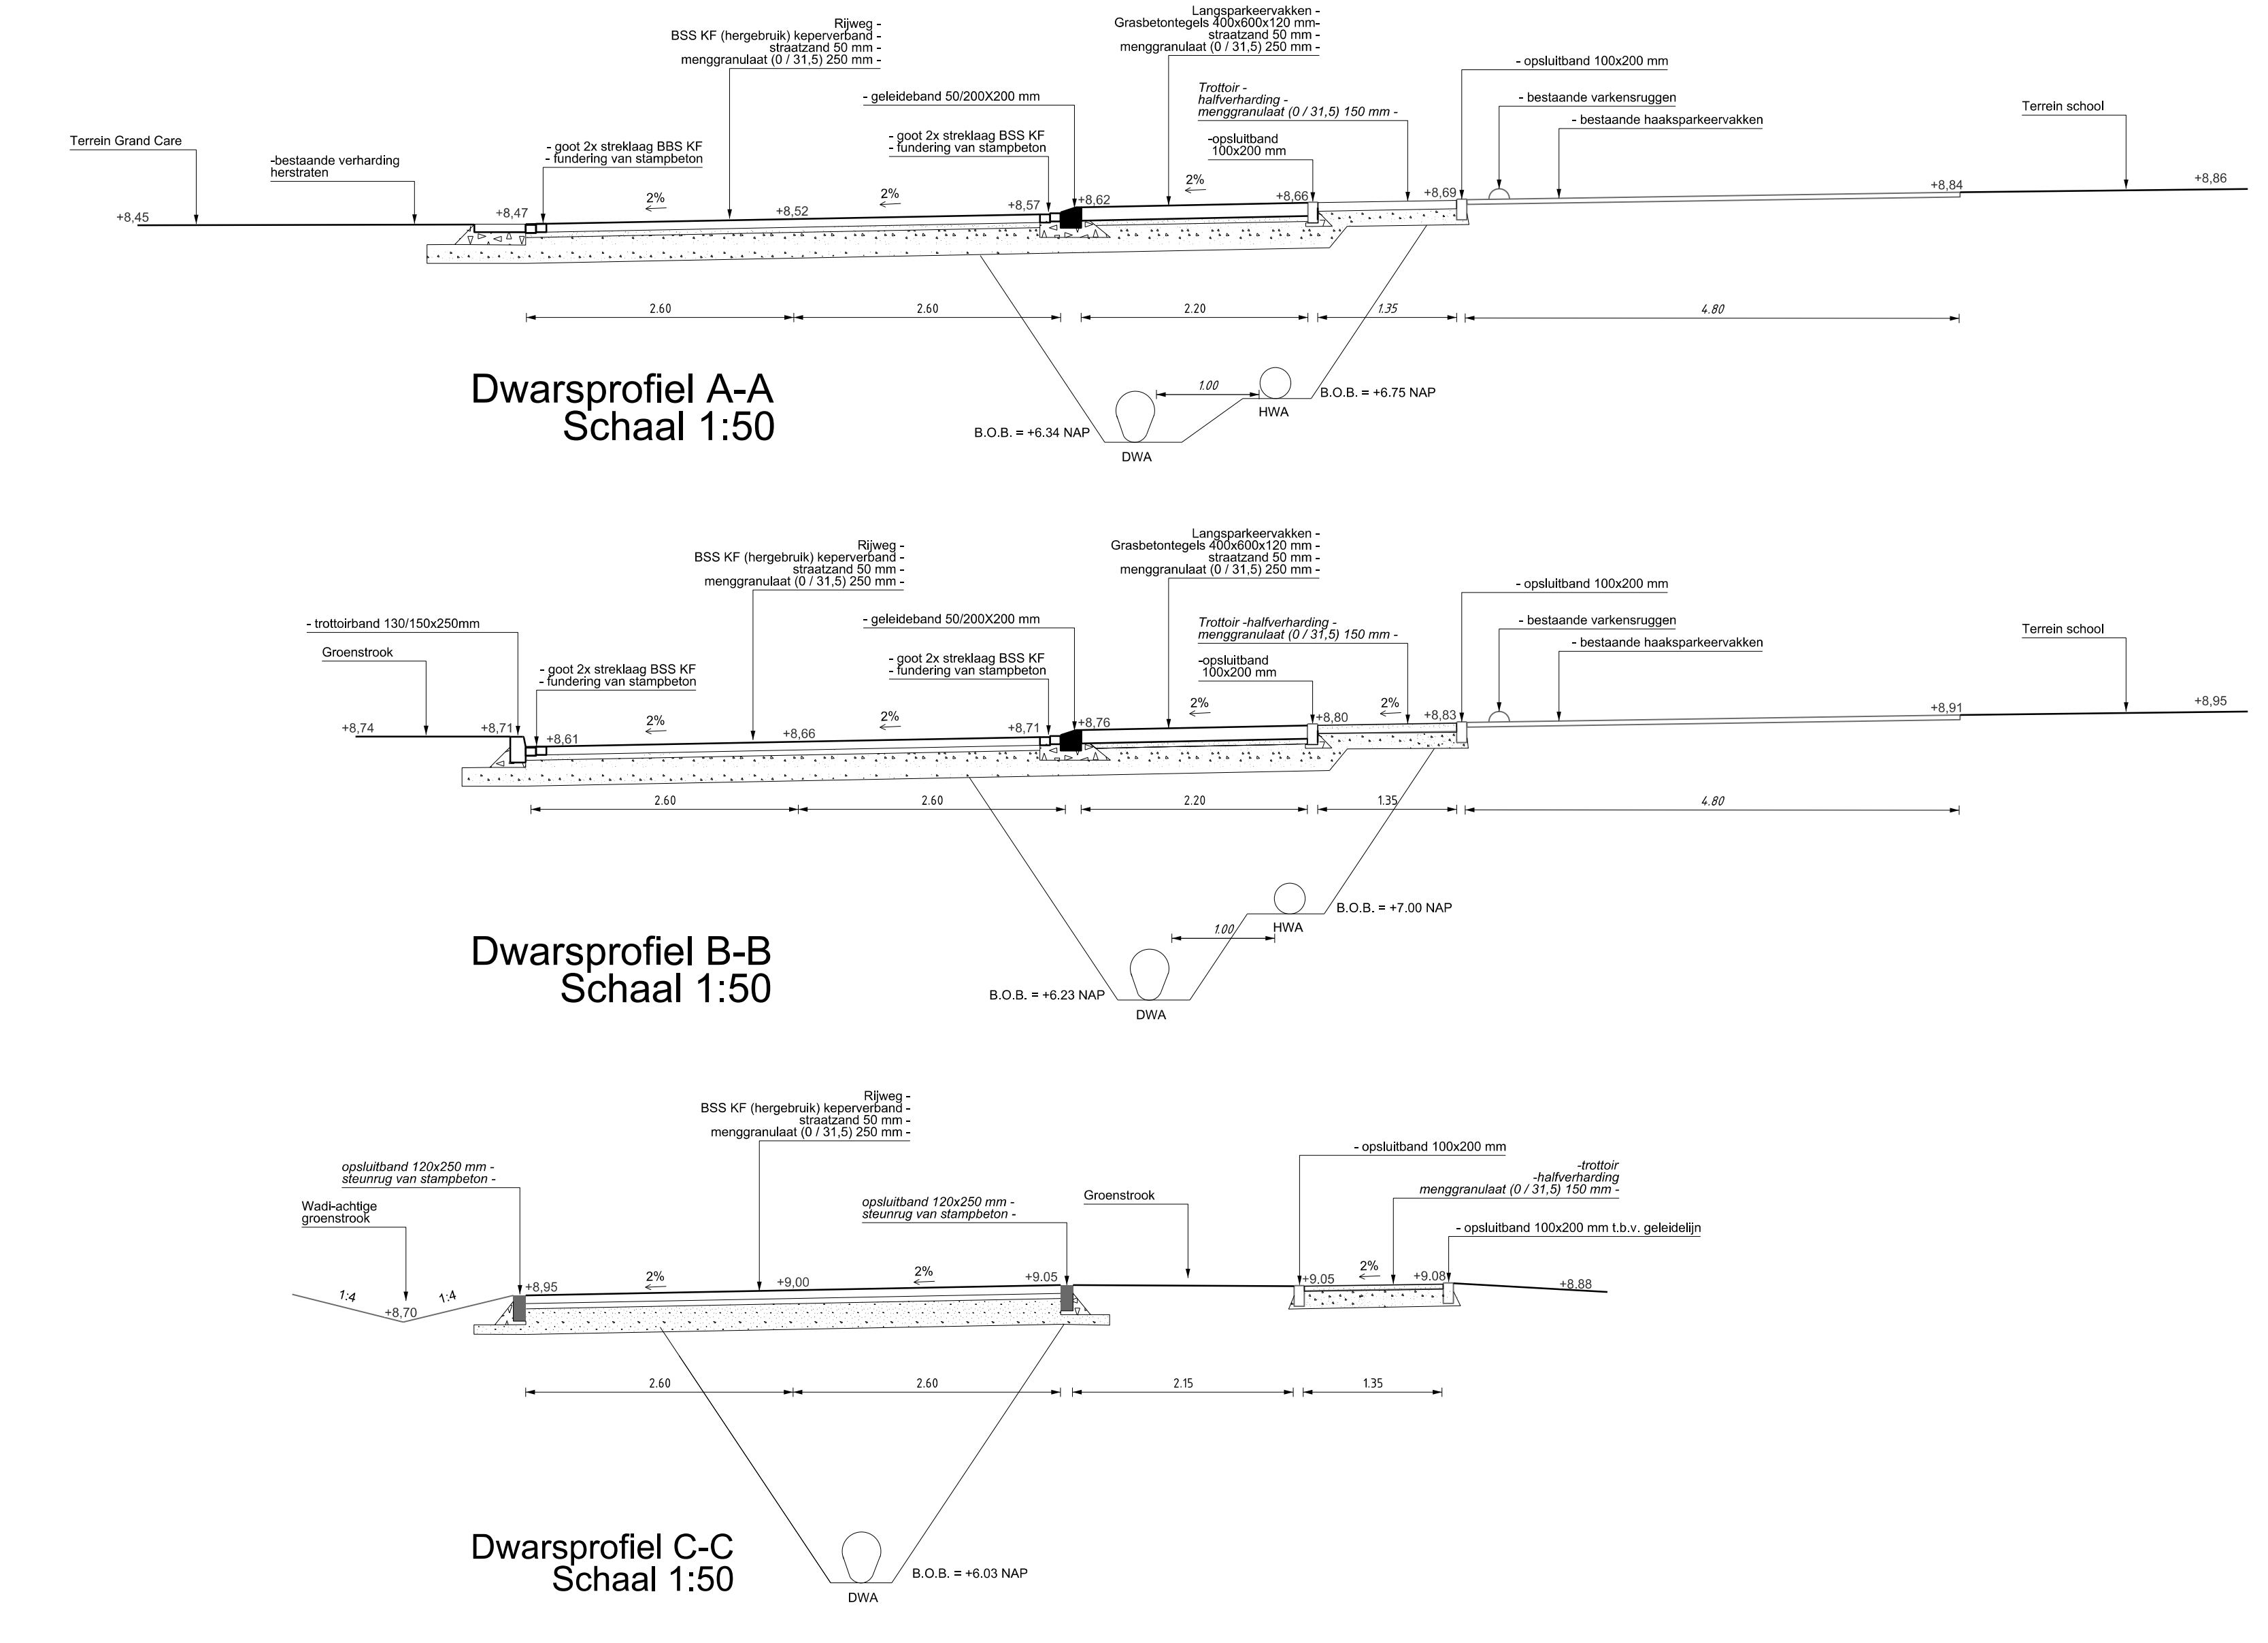 Rijweg -
BSS KF (hergebruik) keperverband -
straatzand 50 mm -
menggranulaat (0 / 31,5) 250 mm -
Langsparkeervakken -
Grasbetontegels 400x600x120 mm-
straatzand 50 mm -
menggranulaat (0 / 31,5) 250 mm -
- opsluitband 100x200 mm
- geleideband 50/200X200 mm
Trottoir -
halfverharding -
menggranulaat (0 / 31,5) 150 mm -
- bestaande varkensruggen
- bestaande haaksparkeervakken
Terrein school
Terrein Grand Care
-bestaande verharding
herstraten
- goot 2x streklaag BBS KF
- fundering van stampbeton
- goot 2x streklaag BSS KF
- fundering van stampbeton
-opsluitband
100x200 mm
+8,45
+8,47
2%
+8,52
2%
+8,57
+8,62
2%
+8,66
+8,69
+8,84
+8,86
2.60
2.60
2.20
1.35
4.80
Dwarsprofiel A-A
Schaal 1:50
1.00
B.O.B. = +6.75 NAP
HWA
B.O.B. = +6.34 NAP
DWA
Rijweg -
BSS KF (hergebruik) keperverband -
straatzand 50 mm -
menggranulaat (0 / 31,5) 250 mm -
Langsparkeervakken -
Grasbetontegels 400x600x120 mm -
straatzand 50 mm -
menggranulaat (0 / 31,5) 250 mm -
- opsluitband 100x200 mm
- trottoirband 130/150x250mm
Groenstrook
- geleideband 50/200X200 mm
Trottoir -halfverharding -
menggranulaat (0 / 31,5) 150 mm -
- bestaande varkensruggen
- bestaande haaksparkeervakken
Terrein school
- goot 2x streklaag BSS KF
- fundering van stampbeton
- goot 2x streklaag BSS KF
- fundering van stampbeton
-opsluitband
100x200 mm
+8,74
+8,71
+8,61
2%
+8,66
2%
+8,71
+8,76
2%
+8,80
2%
+8,83
+8,91
+8,95
2.60
2.60
2.20
1.35
4.80
Dwarsprofiel B-B
Schaal 1:50
B.O.B. = +7.00 NAP
HWA
1.00
B.O.B. = +6.23 NAP
DWA
Rijweg -
BSS KF (hergebruik) keperverband -
straatzand 50 mm -
menggranulaat (0 / 31,5) 250 mm -
- opsluitband 100x200 mm
opsluitband 120x250 mm -
steunrug van stampbeton -
Wadi-achtige
groenstrook
opsluitband 120x250 mm -
steunrug van stampbeton -
Groenstrook
-trottoir
-halfverharding
menggranulaat (0 / 31,5) 150 mm -
- opsluitband 100x200 mm t.b.v. geleidelijn
1:4
+8,70
1:4
+8,95
2%
+9,00
2%
+9.05
+9.05
2%
+9.08
+8.88
2.60
2.60
2.15
1.35
Dwarsprofiel C-C
Schaal 1:50
B.O.B. = +6.03 NAP
DWA